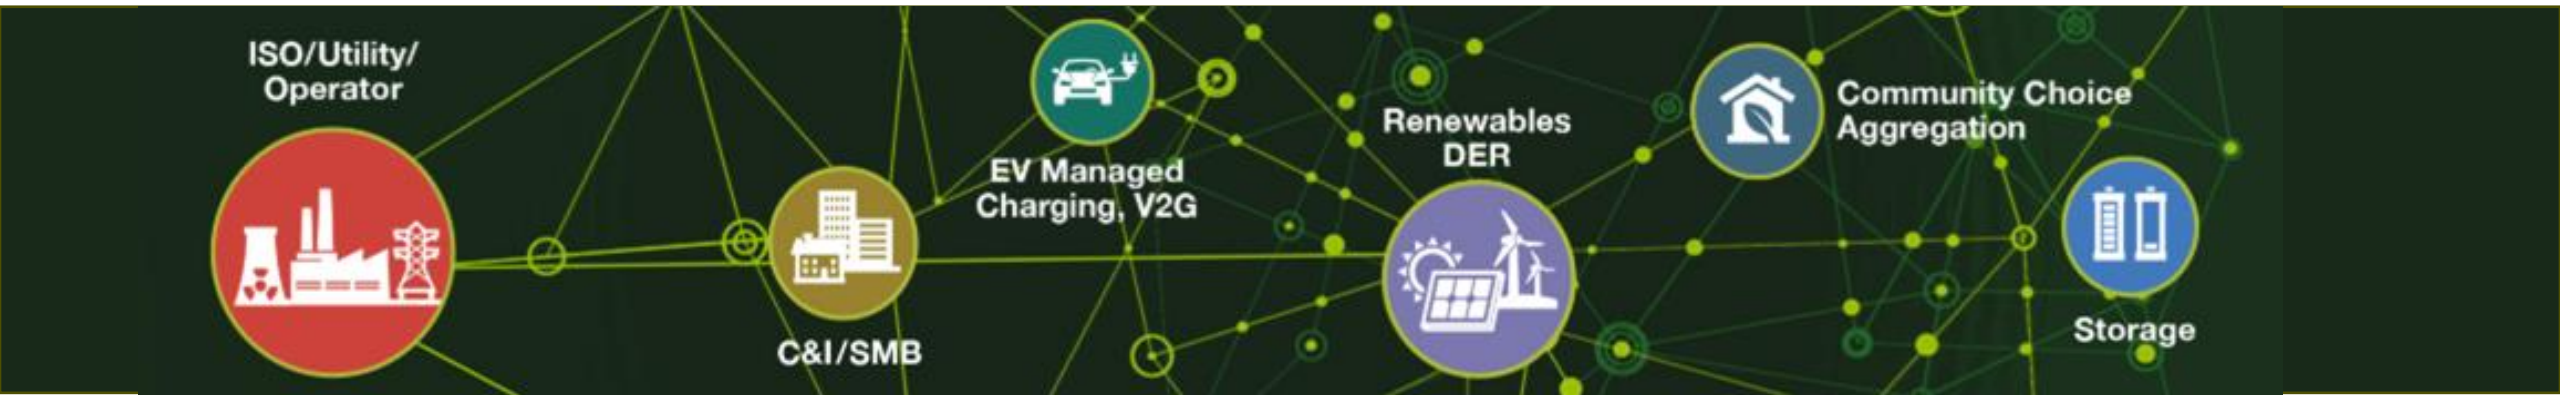 ISO/Utility/
Operator
C&I/SMB
EV Managed
Charging, V2G
Renewables
DER
Community Choice
Aggregation
Storage